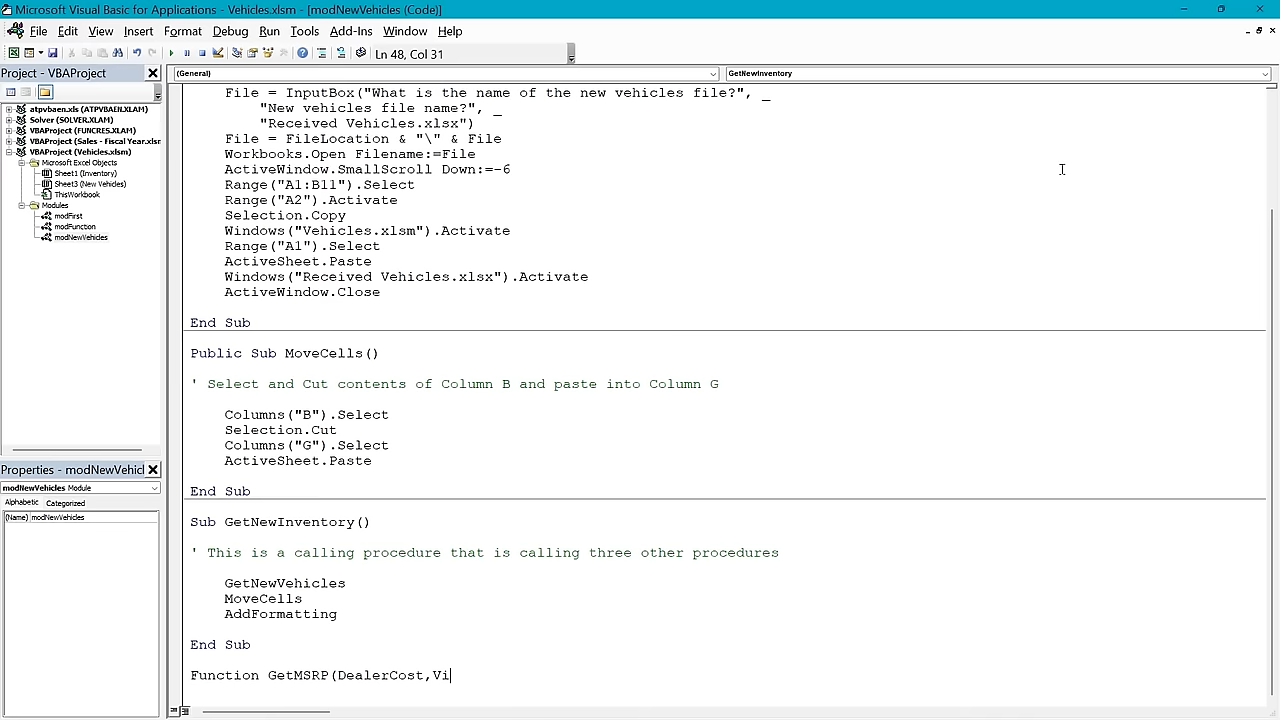 Microsoft Visual Basic for Applications - Vehicles.xlsm - [modNewVehicles (Code)]
File Edit View Insert Format Debug Run Tools Add-Ins Window Help
Ln 48, Col 31
Project - VBAProject
(General)
GetNewInventory
atpvbaen.xls (ATPVBAEN.XLAM)
Solver (SOLVER.XLAM)
VBAProject (FUNCRES.XLAM)
VBAProject (Sales - Fiscal Year.xlsm
VBAProject (Vehicles.xlsm)
Microsoft Excel Objects
Sheet1 (Inventory)
Sheet3 (New Vehicles)
ThisWorkbook
Modules
modFirst
modFunction
modNewVehicles
Properties - modNewVehicl
modNewVehicles Module
Alphabetic Categorized
(Name) modNewVehicles
File = InputBox("What is the name of the new vehicles file?", _
"New vehicles file name?", _
"Received Vehicles.xlsx")
File = FileLocation & "\" & File
Workbooks.Open Filename:=File
ActiveWindow.SmallScroll Down:=-6
Range("A1:B11").Select
Range("A2").Activate
Selection.Copy
Windows("Vehicles.xlsm").Activate
Range("A1").Select
ActiveSheet.Paste
Windows("Received Vehicles.xlsx").Activate
ActiveWindow.Close
End Sub
Public Sub MoveCells()
' Select and Cut contents of Column B and paste into Column G
Columns("B").Select
Selection.Cut
Columns("G").Select
ActiveSheet.Paste
End Sub
Sub GetNewInventory()
' This is a calling procedure that is calling three other procedures
GetNewVehicles
MoveCells
AddFormatting
End Sub
Function GetMSRP(DealerCost,Vi